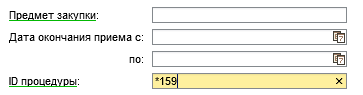 Предмет закупки:
Дата окончания приема с:
по:
ID процедуры: *159